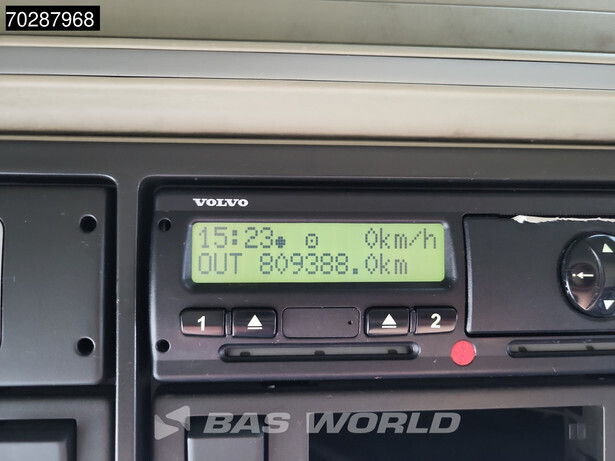 70287968
VOLVO
15:23 0km/h
OUT 809388.0km
1 2
BAS WORLD